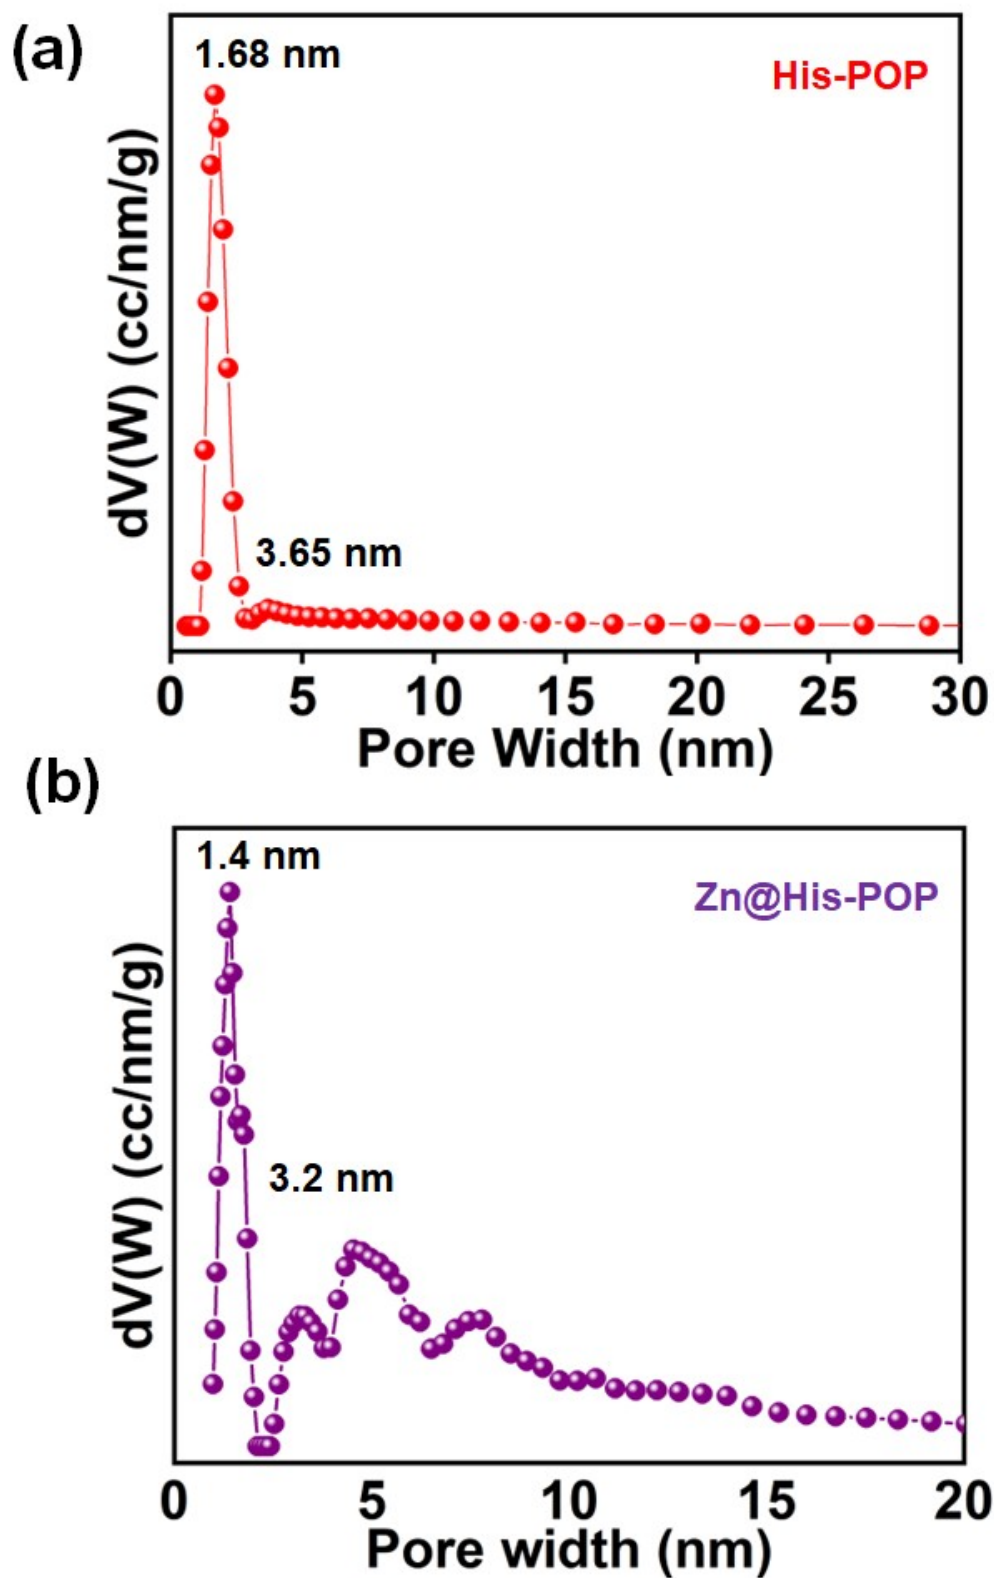 (a)
1.68 nm
His-POP
3.65 nm
dV(W) (cc/nm/g)
0 5 10 15 20 25 30
Pore Width (nm)
(b)
1.4 nm
Zn@His-POP
3.2 nm
dV(W) (cc/nm/g)
0 5 10 15 20
Pore width (nm)